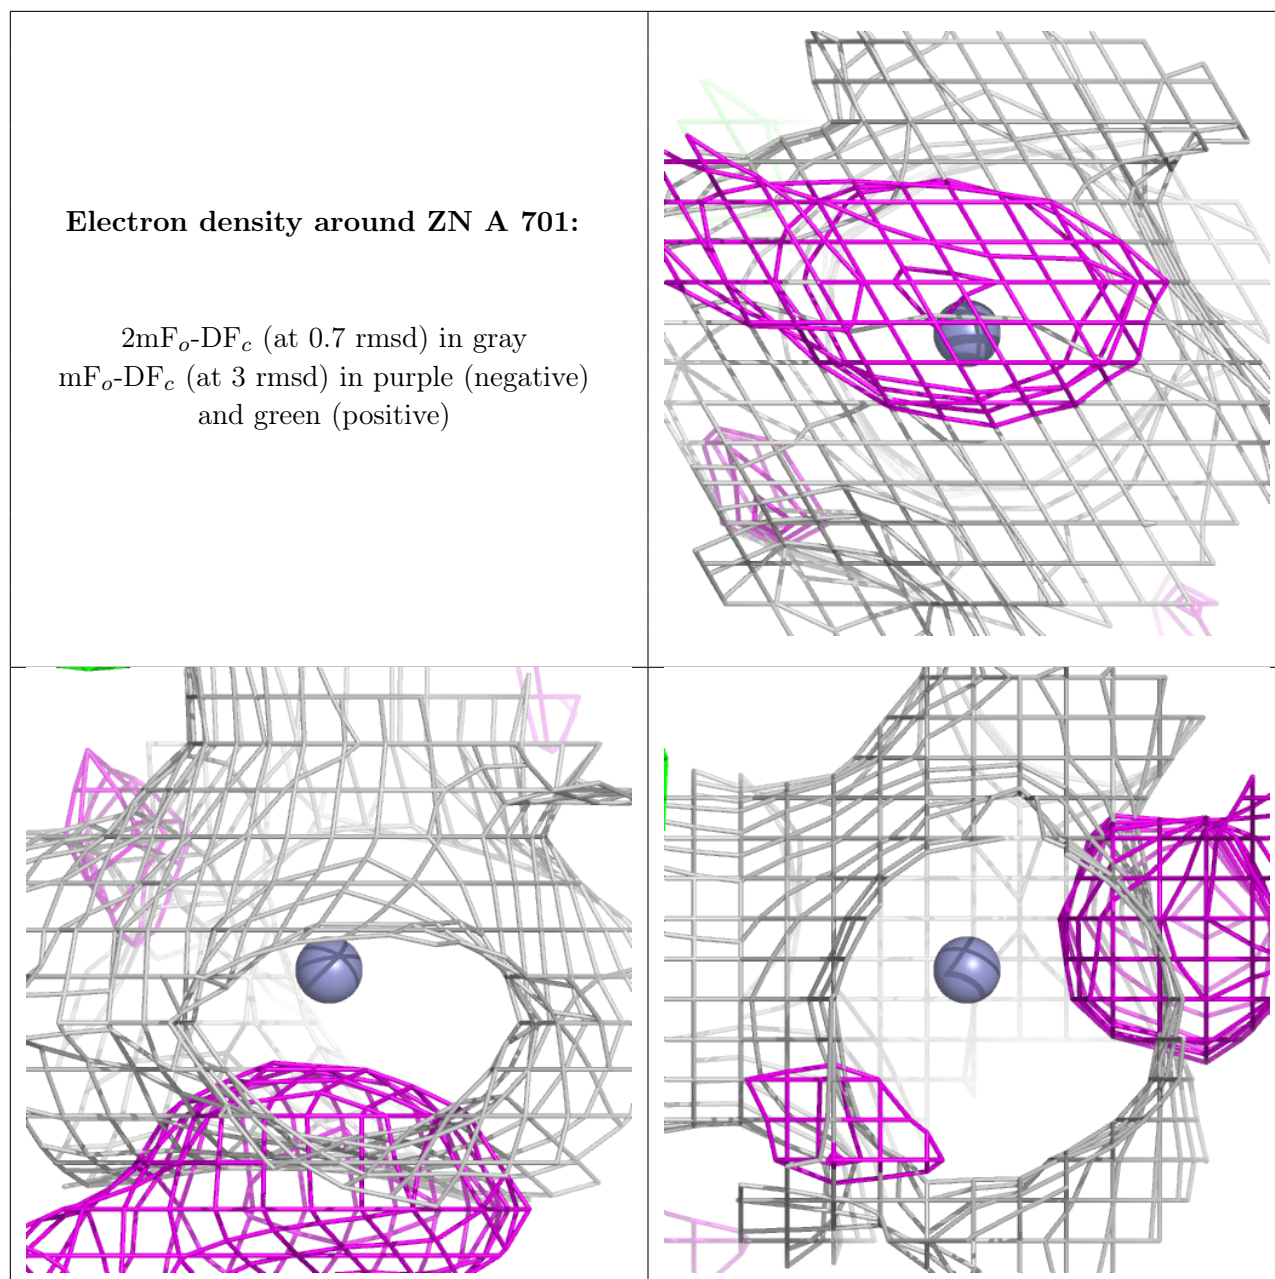 Electron density around ZN A 701:
2mFo-DFc (at 0.7 rmsd) in gray
mFo-DFc (at 3 rmsd) in purple (negative)
and green (positive)